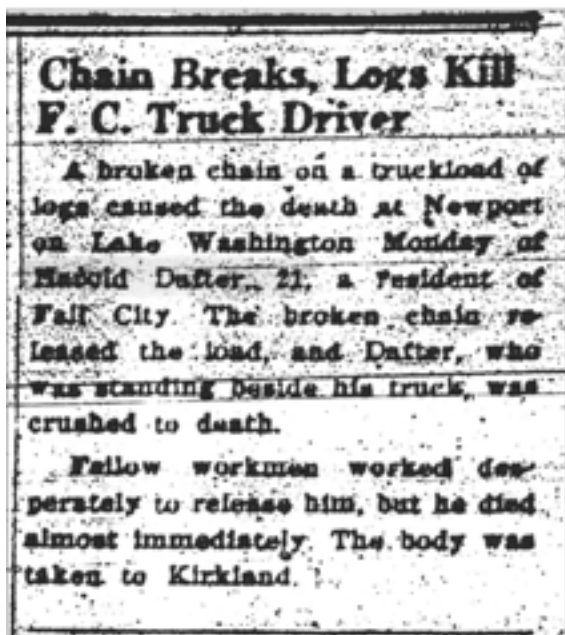 Chain Breaks, Logs Kill
F. C. Truck Driver
A broken chain on a truckload of
logs caused the death at Newport
on Lake Washington Monday of
Harold Dafter, 21, a resident of
Fall City. The broken chain re-
leased the load, and Dafter, who
was standing beside his truck, was
crushed to death.
Fellow workmen worked des-
perately to release him, but he died
almost immediately. The body was
taken to Kirkland.